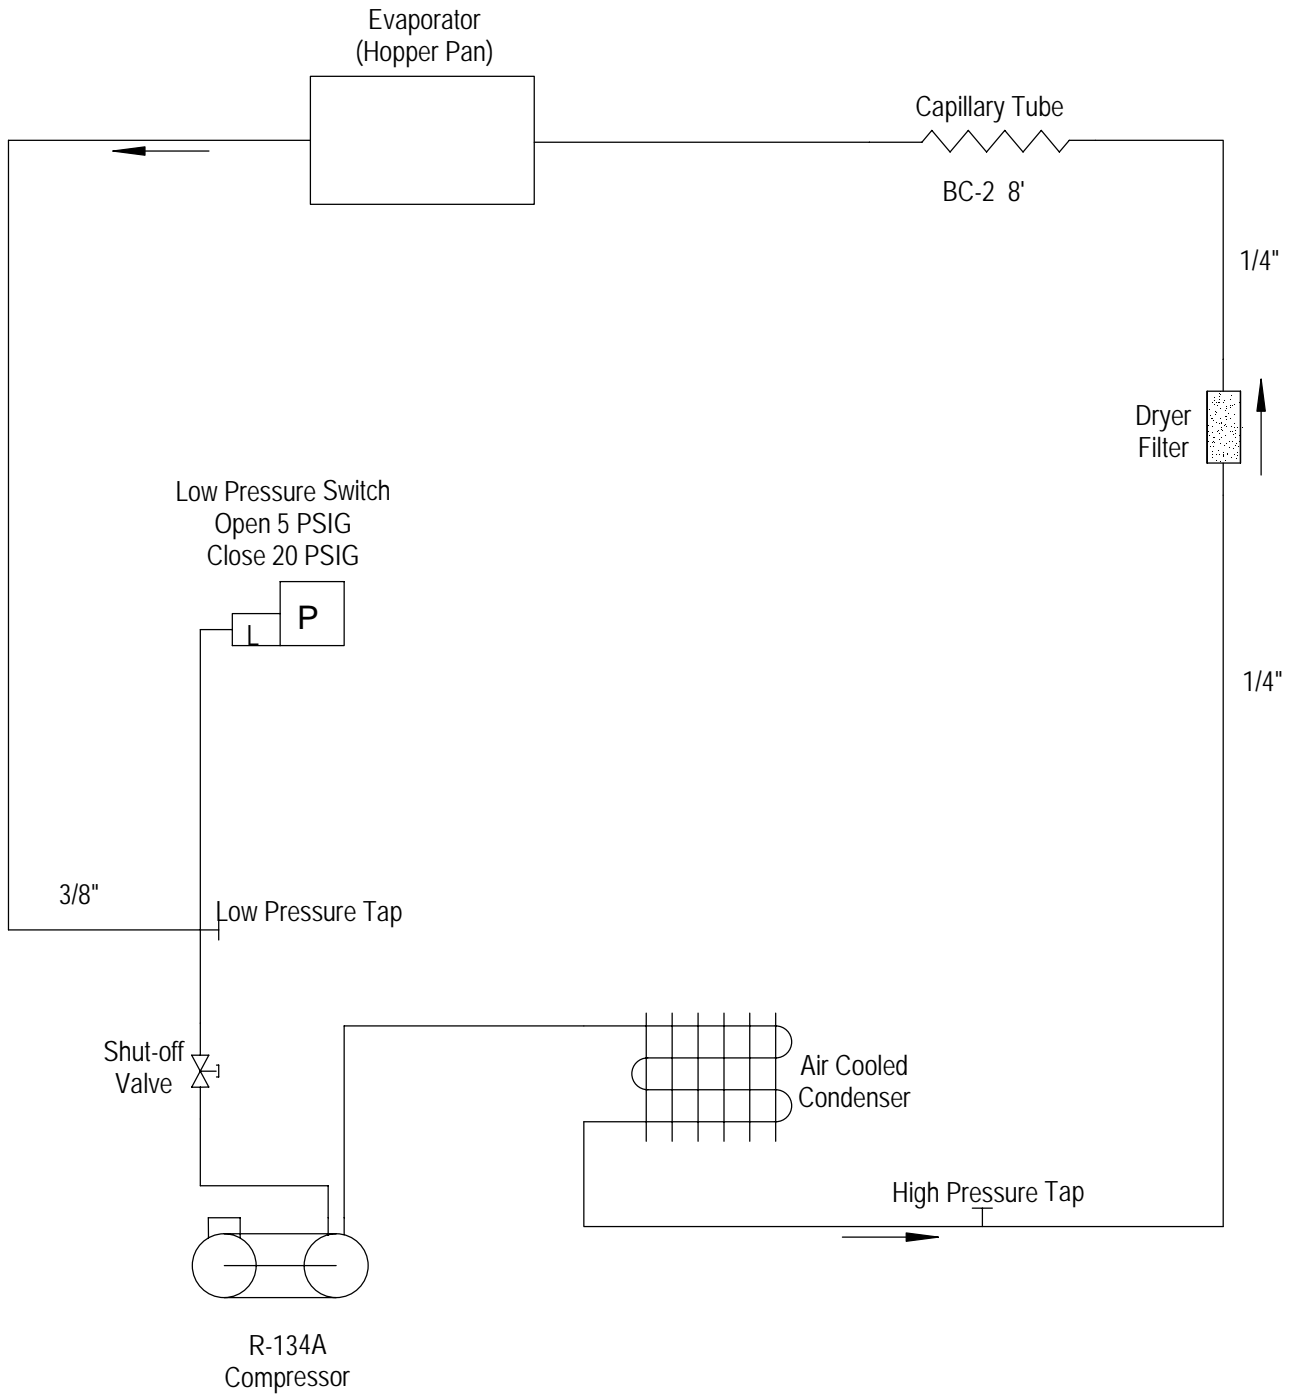 Evaporator
(Hopper Pan)
Capillary Tube
BC-2  8'
1/4"
Dryer
Filter
Low Pressure Switch
Open 5 PSIG
Close 20 PSIG
P
L
1/4"
3/8"
Low Pressure Tap
Shut-off
Valve
Air Cooled
Condenser
High Pressure Tap
R-134A
Compressor